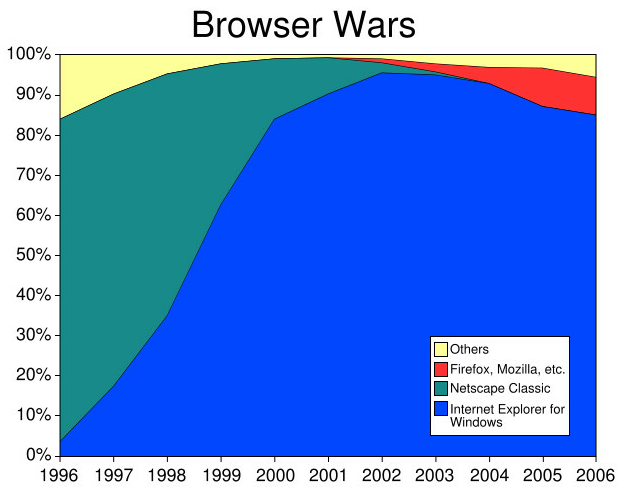 Browser Wars
100%
90%
80%
70%
60%
50%
40%
30%
20%
10%
0%
Others
Firefox, Mozilla, etc.
Netscape Classic
Internet Explorer for
Windows
1996 1997 1998 1999 2000 2001 2002 2003 2004 2005 2006